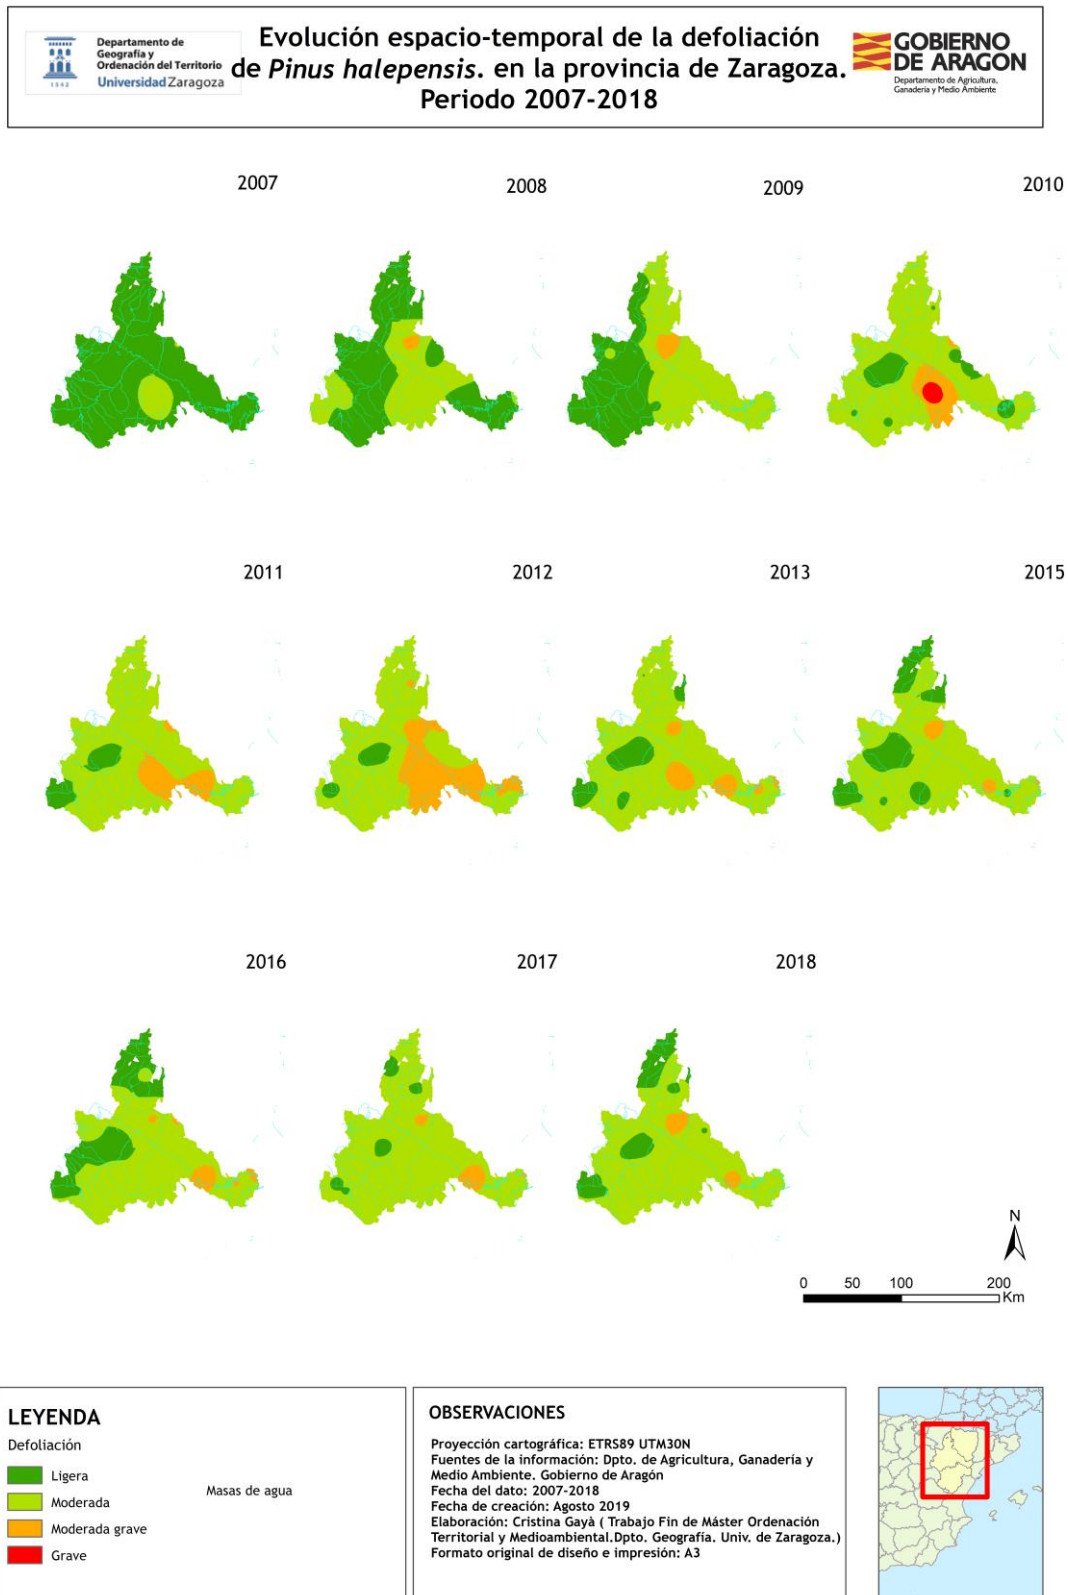 Departamento de
Geografía y
Ordenación del Territorio
Universidad Zaragoza
1542
Evolución espacio-temporal de la defoliación
de Pinus halepensis. en la provincia de Zaragoza.
Periodo 2007-2018
GOBIERNO
DE ARAGON
Departamento de Agricultura,
Ganadería y Medio Ambiente
2007
2008
2009
2010
2011
2012
2013
2015
2016
2017
2018
N
0 50 100 200
Km
LEYENDA
Defoliación
Ligera
Moderada
Moderada grave
Grave
Masas de agua
OBSERVACIONES
Proyección cartográfica: ETRS89 UTM30N
Fuentes de la información: Dpto. de Agricultura, Ganadería y
Medio Ambiente. Gobierno de Aragón
Fecha del dato: 2007-2018
Fecha de creación: Agosto 2019
Elaboración: Cristina Gayà ( Trabajo Fin de Máster Ordenación
Territorial y Medioambiental.Dpto. Geografía. Univ. de Zaragoza.)
Formato original de diseño e impresión: A3